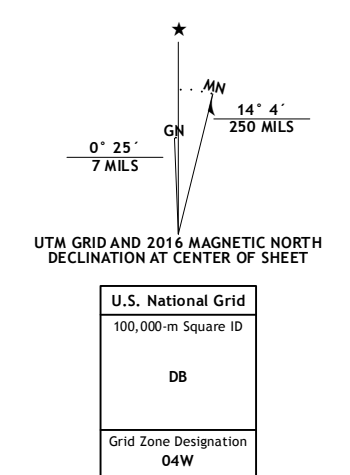 ★
MN
14° 4´
250 MILS
GN
0° 25´
7 MILS
UTM GRID AND 2016 MAGNETIC NORTH
DECLINATION AT CENTER OF SHEET
U.S. National Grid
100,000-m Square ID
DB
Grid Zone Designation
04W